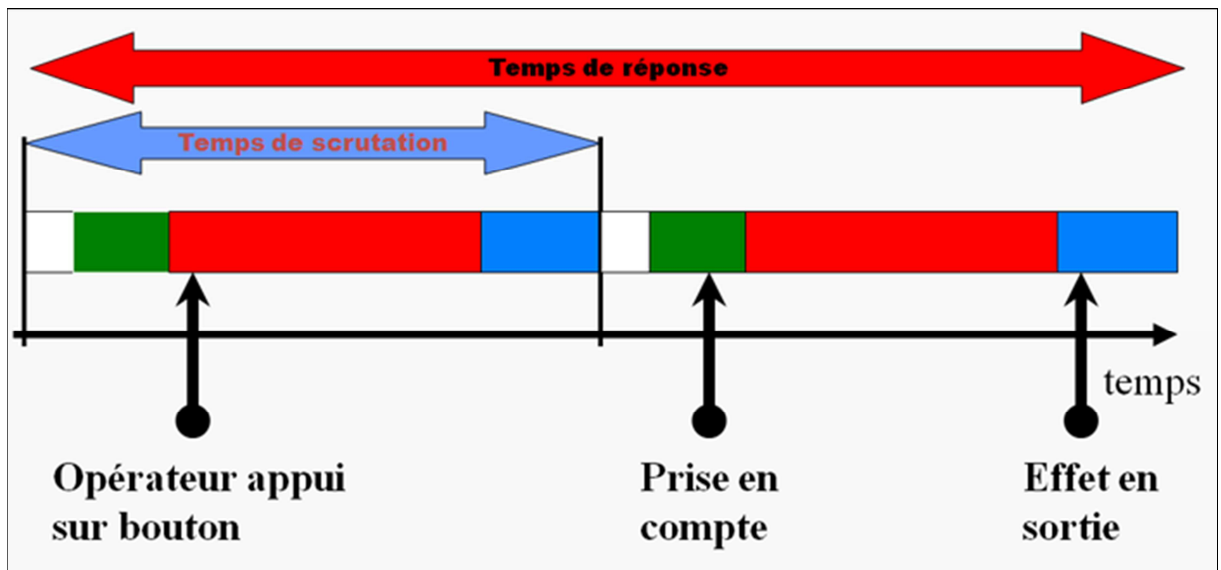 Temps de réponse
Temps de scrutation
temps
Opérateur appui
sur bouton
Prise en
compte
Effet en
sortie